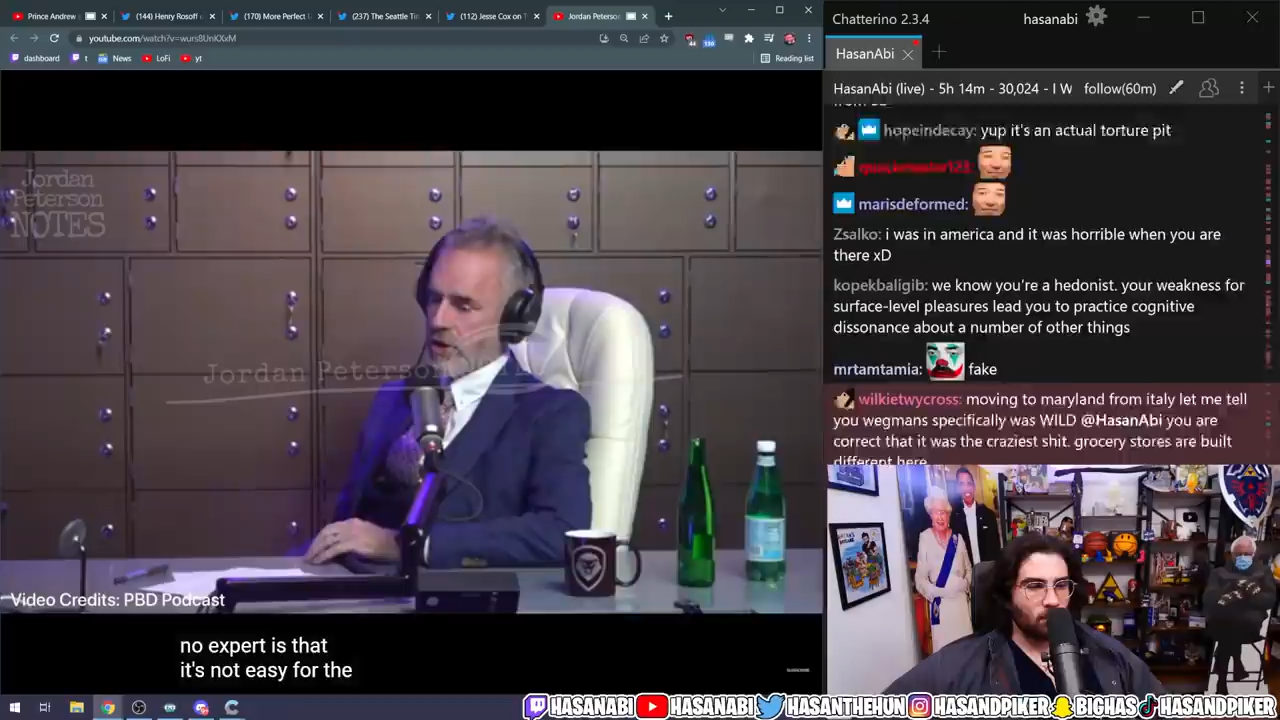 Prince Andrew
(144) Henry Rosoff
(170) More Perfect
(237) The Seattle
(112) Jesse Cox on
Jordan Peterson
youtube.com/watch?v=wurs8UnKXxM
dashboard
t
News
LoFi
yt
Reading list
Jordan
Peterson
NOTES
Jordan Peterson
Video Credits: PBD Podcast
no expert is that
it's not easy for the
Chatterino 2.3.4
hasanabi
HasanAbi
HasanAbi (live) - 5h 14m - 30,024 - I W
follow(60m)
hopeindecay: yup it's an actual torture pit
marisdeformed:
Zsalko: i was in america and it was horrible when you are
there xD
kopekbaligib: we know you're a hedonist. your weakness for
surface-level pleasures lead you to practice cognitive
dissonance about a number of other things
mrtamtamia: fake
wilkietwycross: moving to maryland from italy let me tell
you wegmans specifically was WILD @HasanAbi you are
correct that it was the craziest shit. grocery stores are built
different here
HASANABI HASANABI HASANTHEHUN HASANDPIKER BIGHAS HASANDPIKER